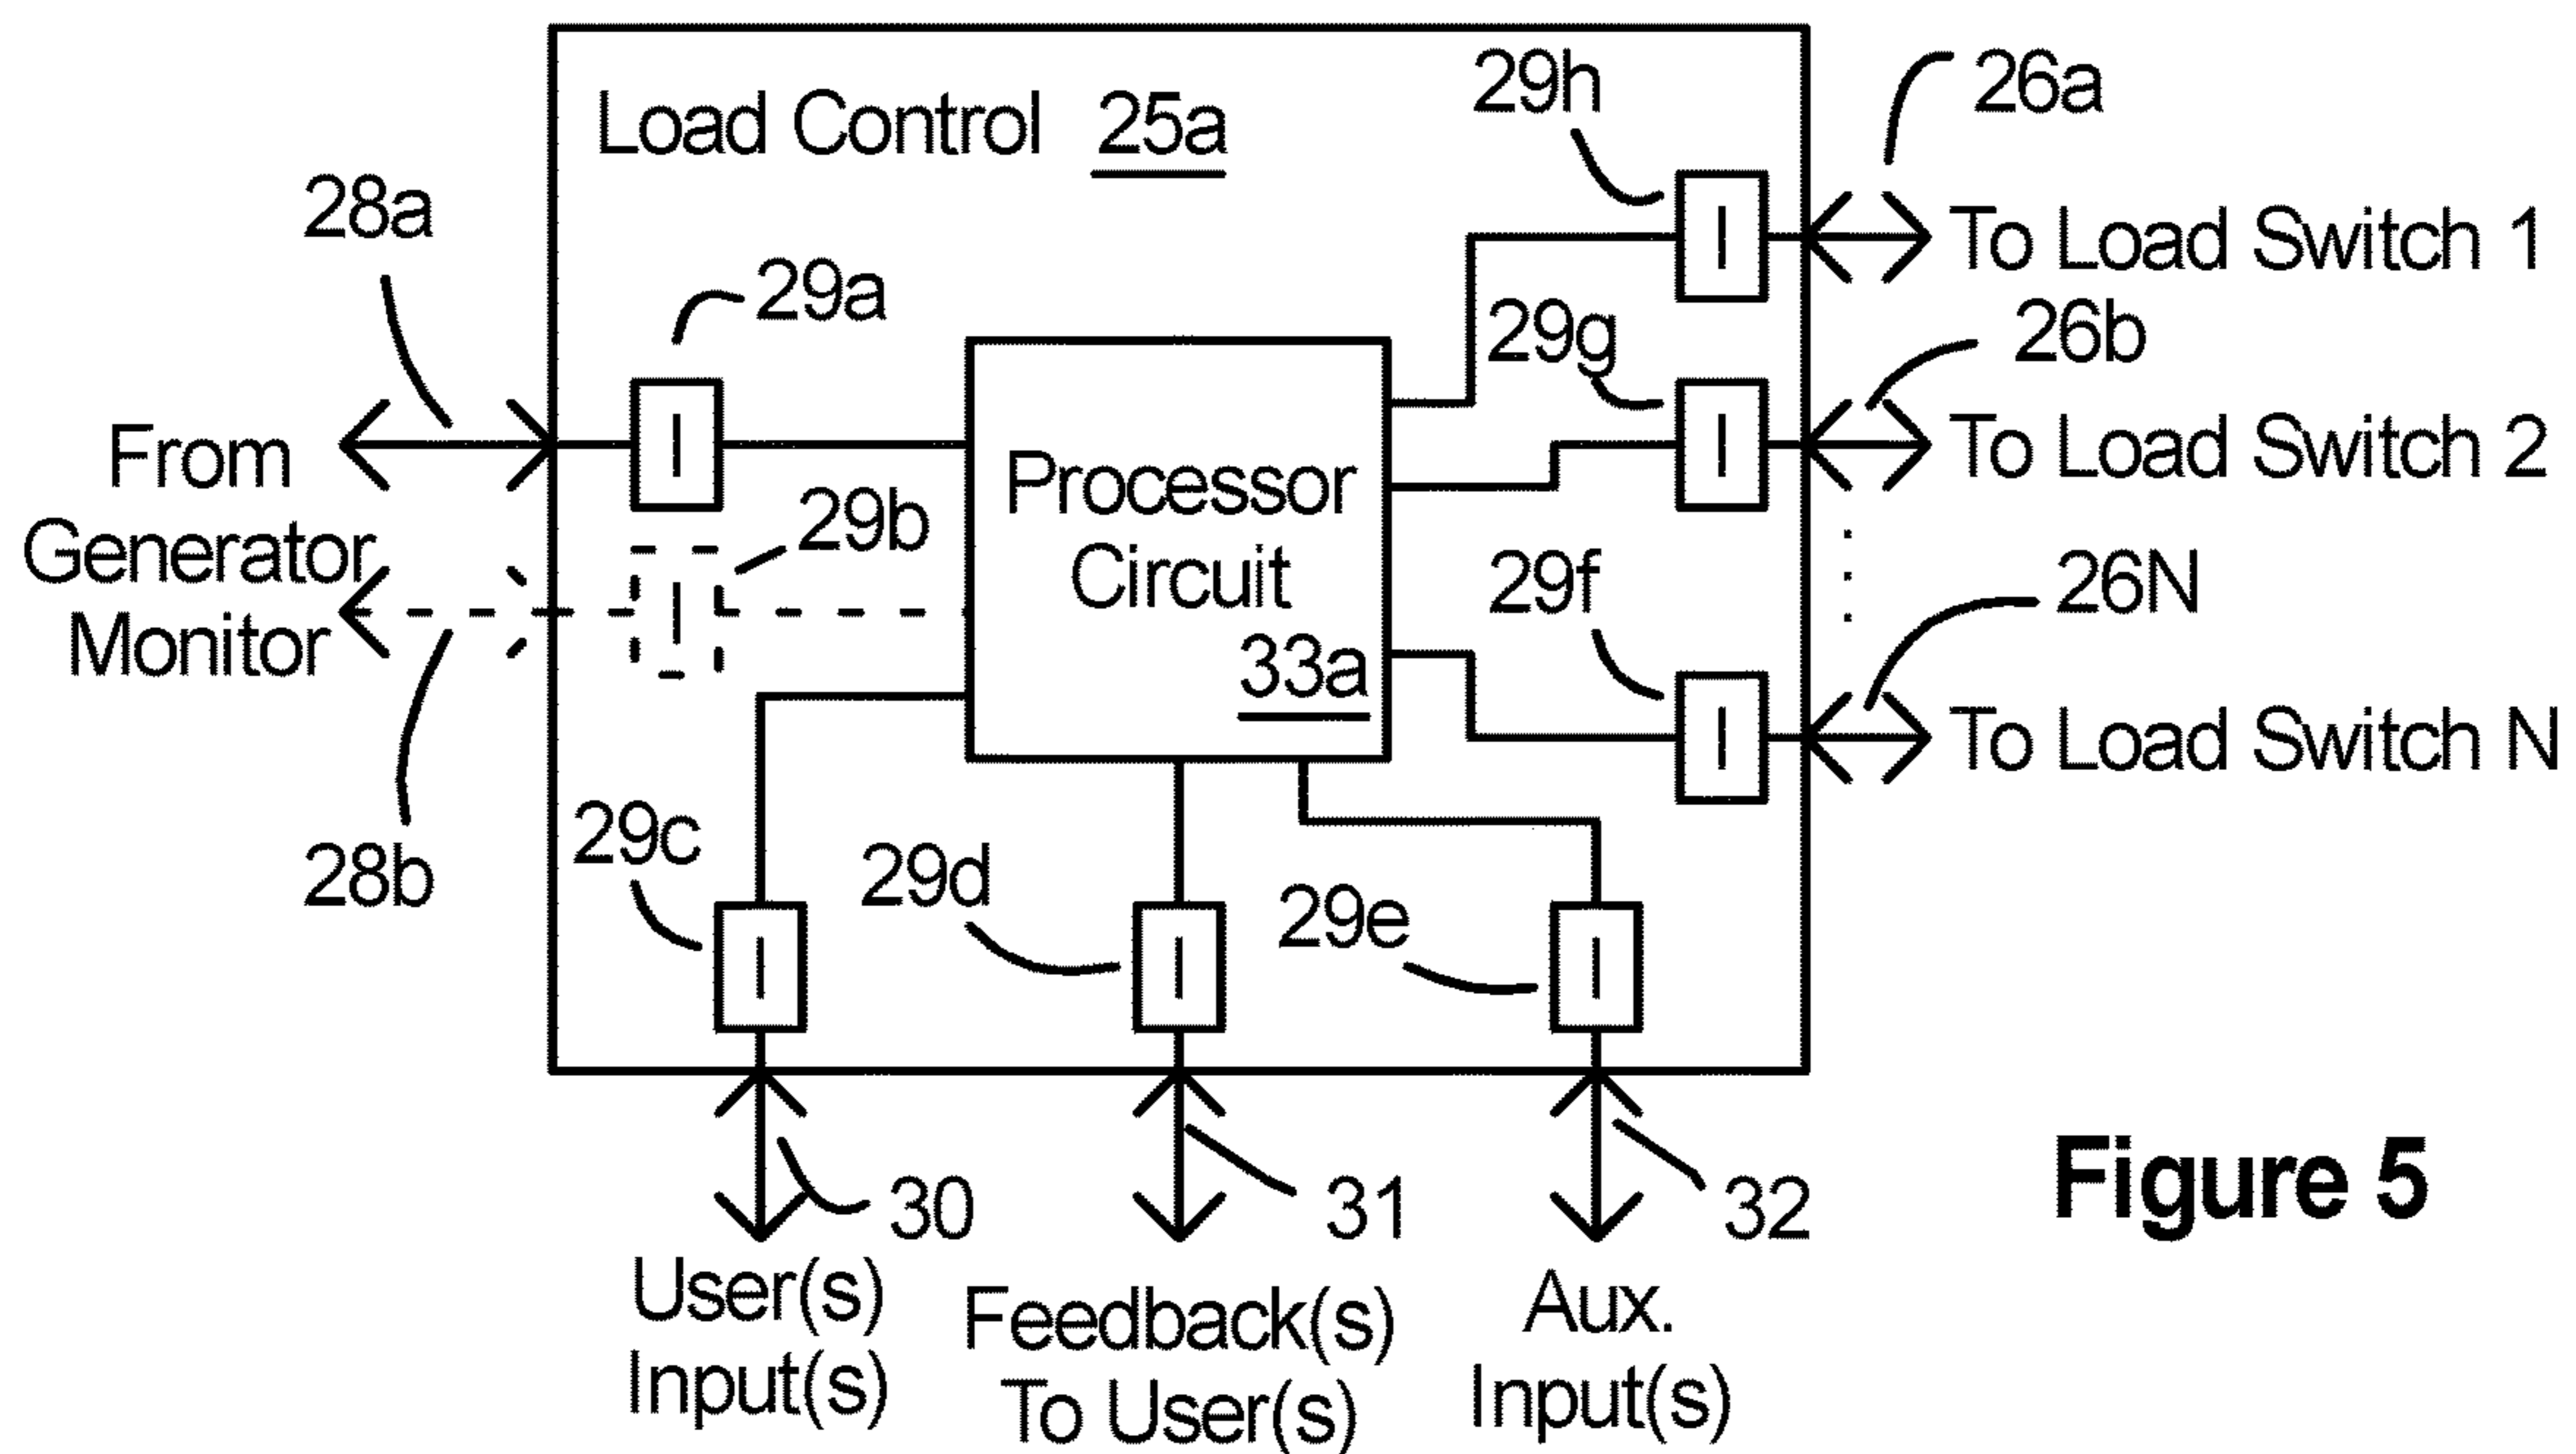 Load Control 25a
29h
26a
28a
To Load Switch 1
29a
29g
26b
From
Generator
Monitor
To Load Switch 2
29b
Processor
Circuit
33a
29f
26N
To Load Switch N
28b
29c
29d
29e
30
31
32
User(s)
Input(s)
Feedback(s)
To User(s)
Aux.
Input(s)
Figure 5
I
I
I
I
I
I
I
I